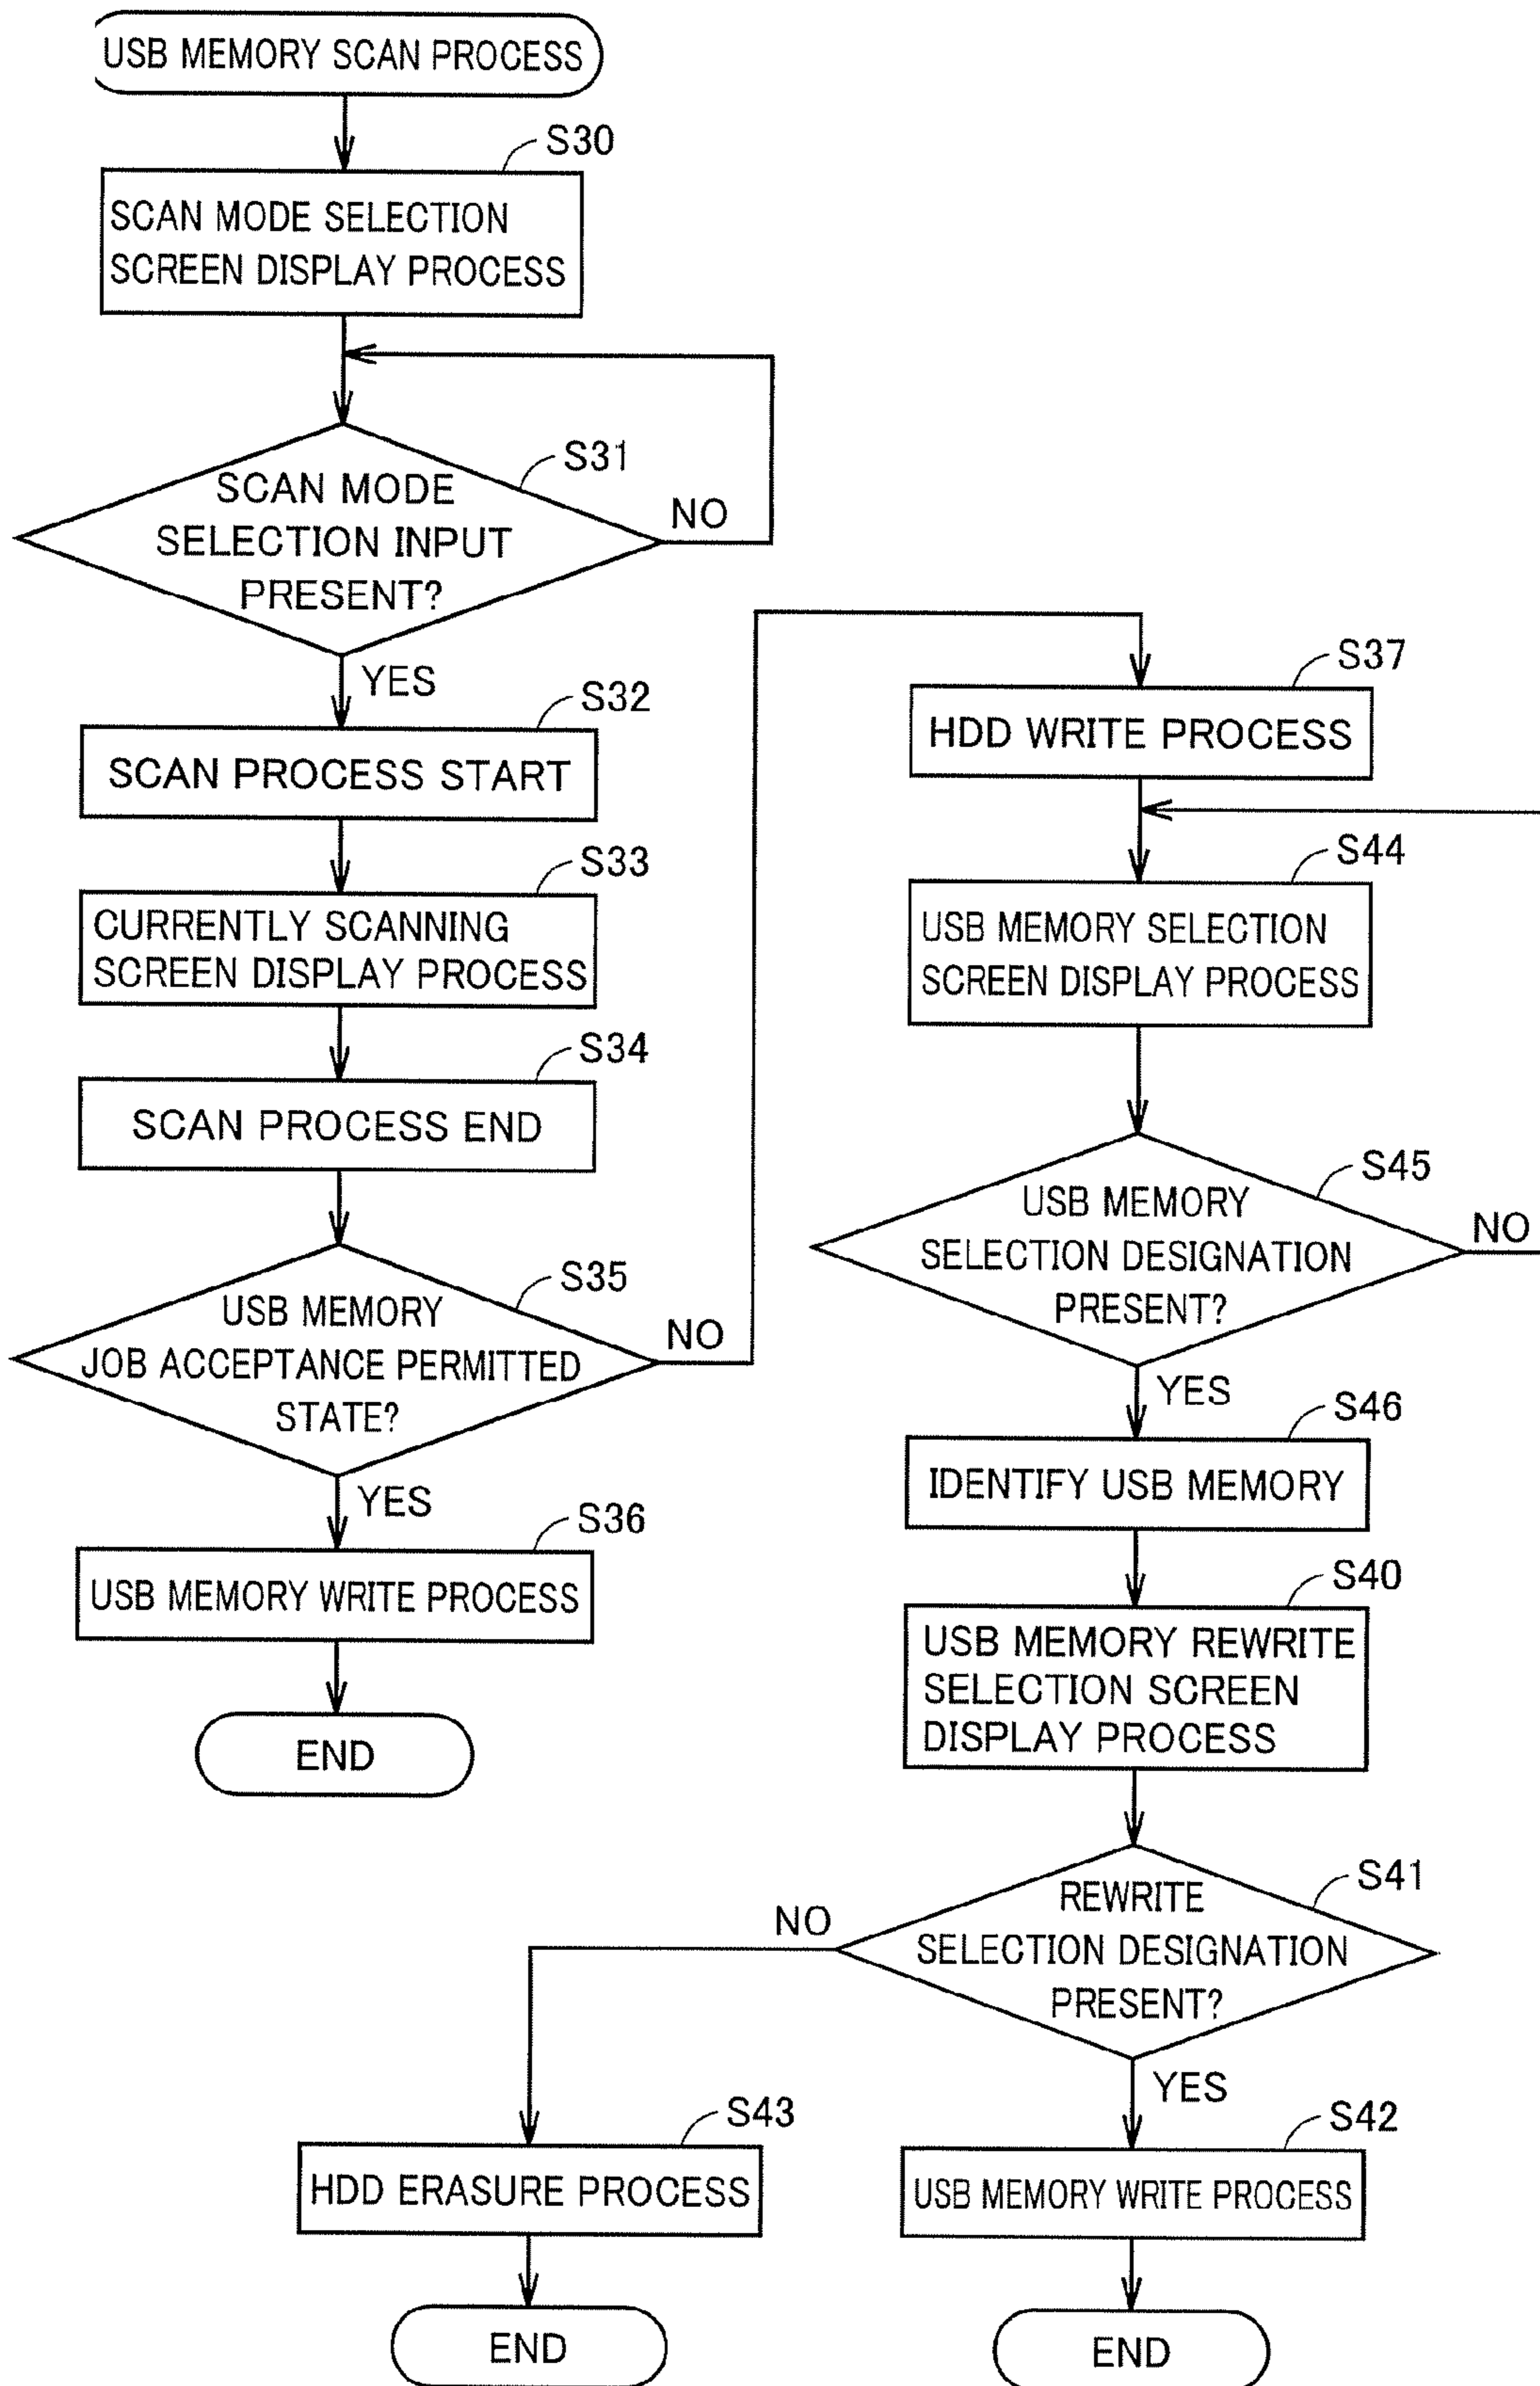 USB MEMORY SCAN PROCESS
S30
SCAN MODE SELECTION
SCREEN DISPLAY PROCESS
S31
SCAN MODE
SELECTION INPUT
PRESENT?
NO
YES
S32
SCAN PROCESS START
S33
CURRENTLY SCANNING
SCREEN DISPLAY PROCESS
S34
SCAN PROCESS END
S35
USB MEMORY
JOB ACCEPTANCE PERMITTED
STATE?
NO
YES
S36
USB MEMORY WRITE PROCESS
END
S37
HDD WRITE PROCESS
S44
USB MEMORY SELECTION
SCREEN DISPLAY PROCESS
S45
USB MEMORY
SELECTION DESIGNATION
PRESENT?
NO
YES
S46
IDENTIFY USB MEMORY
S40
USB MEMORY REWRITE
SELECTION SCREEN
DISPLAY PROCESS
S41
REWRITE
SELECTION DESIGNATION
PRESENT?
NO
YES
S43
HDD ERASURE PROCESS
END
S42
USB MEMORY WRITE PROCESS
END